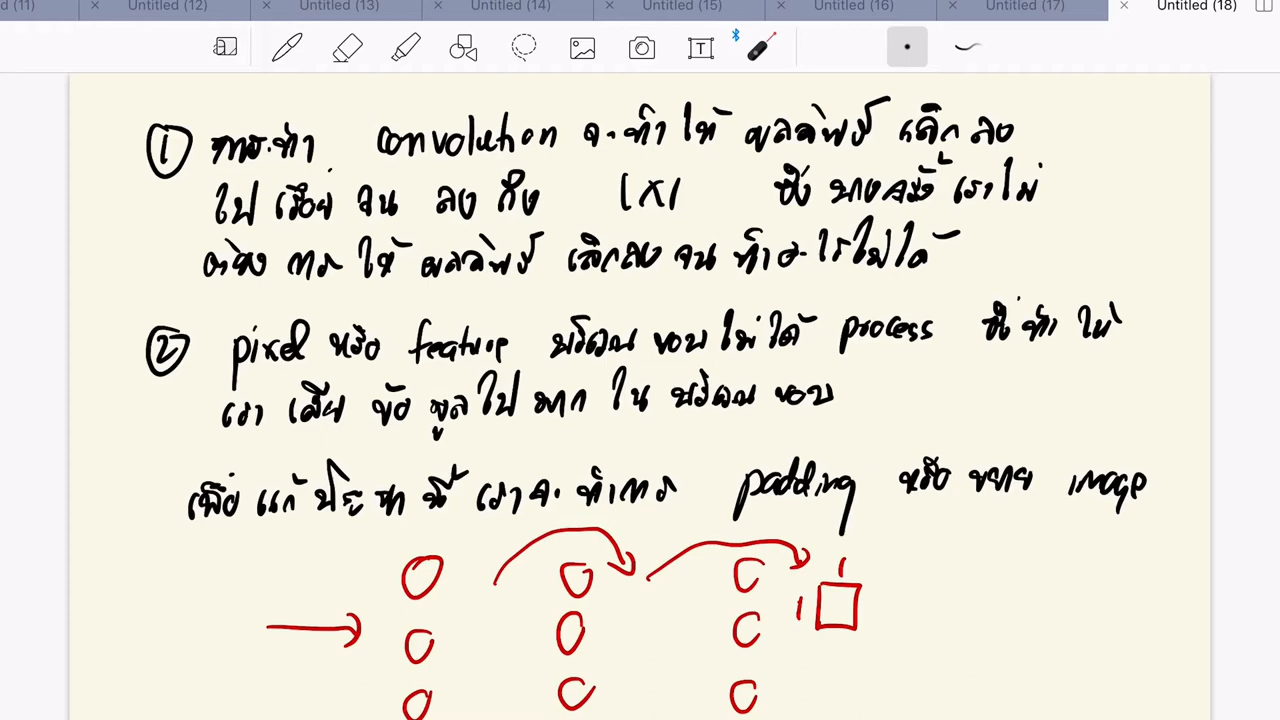 (11)
Untitled (12)
Untitled (13)
Untitled (14)
Untitled (15)
Untitled (16)
Untitled (17)
Untitled (18)
T
① การทำ convolution จะทำให้ ผลลัพธ์ เล็กลง
ไปเรื่อย จน ลง ถึง 1x1 ซึ่ง บางครั้ง เราไม่
ต้องการ ให้ ผลลัพธ์ เล็กลง จน ทำอะไรไม่ได้
② pixel หรือ feature บริเวณ ขอบ ไม่ได้ process นี่ ทำ ให้
เรา เสีย ข้อมูล ไป มาก ใน บริเวณ ขอบ
เพื่อ แก้ นี้ เราจะ ทำการ padding หรือ ขยาย image
1
1